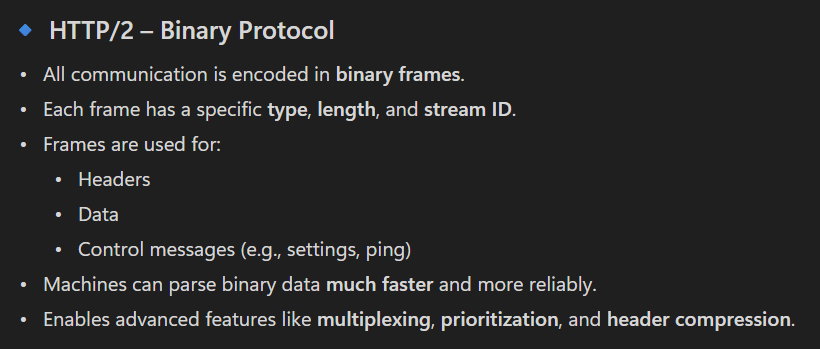 HTTP/2 – Binary Protocol
• All communication is encoded in binary frames.
• Each frame has a specific type, length, and stream ID.
• Frames are used for:
• Headers
• Data
• Control messages (e.g., settings, ping)
• Machines can parse binary data much faster and more reliably.
• Enables advanced features like multiplexing, prioritization, and header compression.